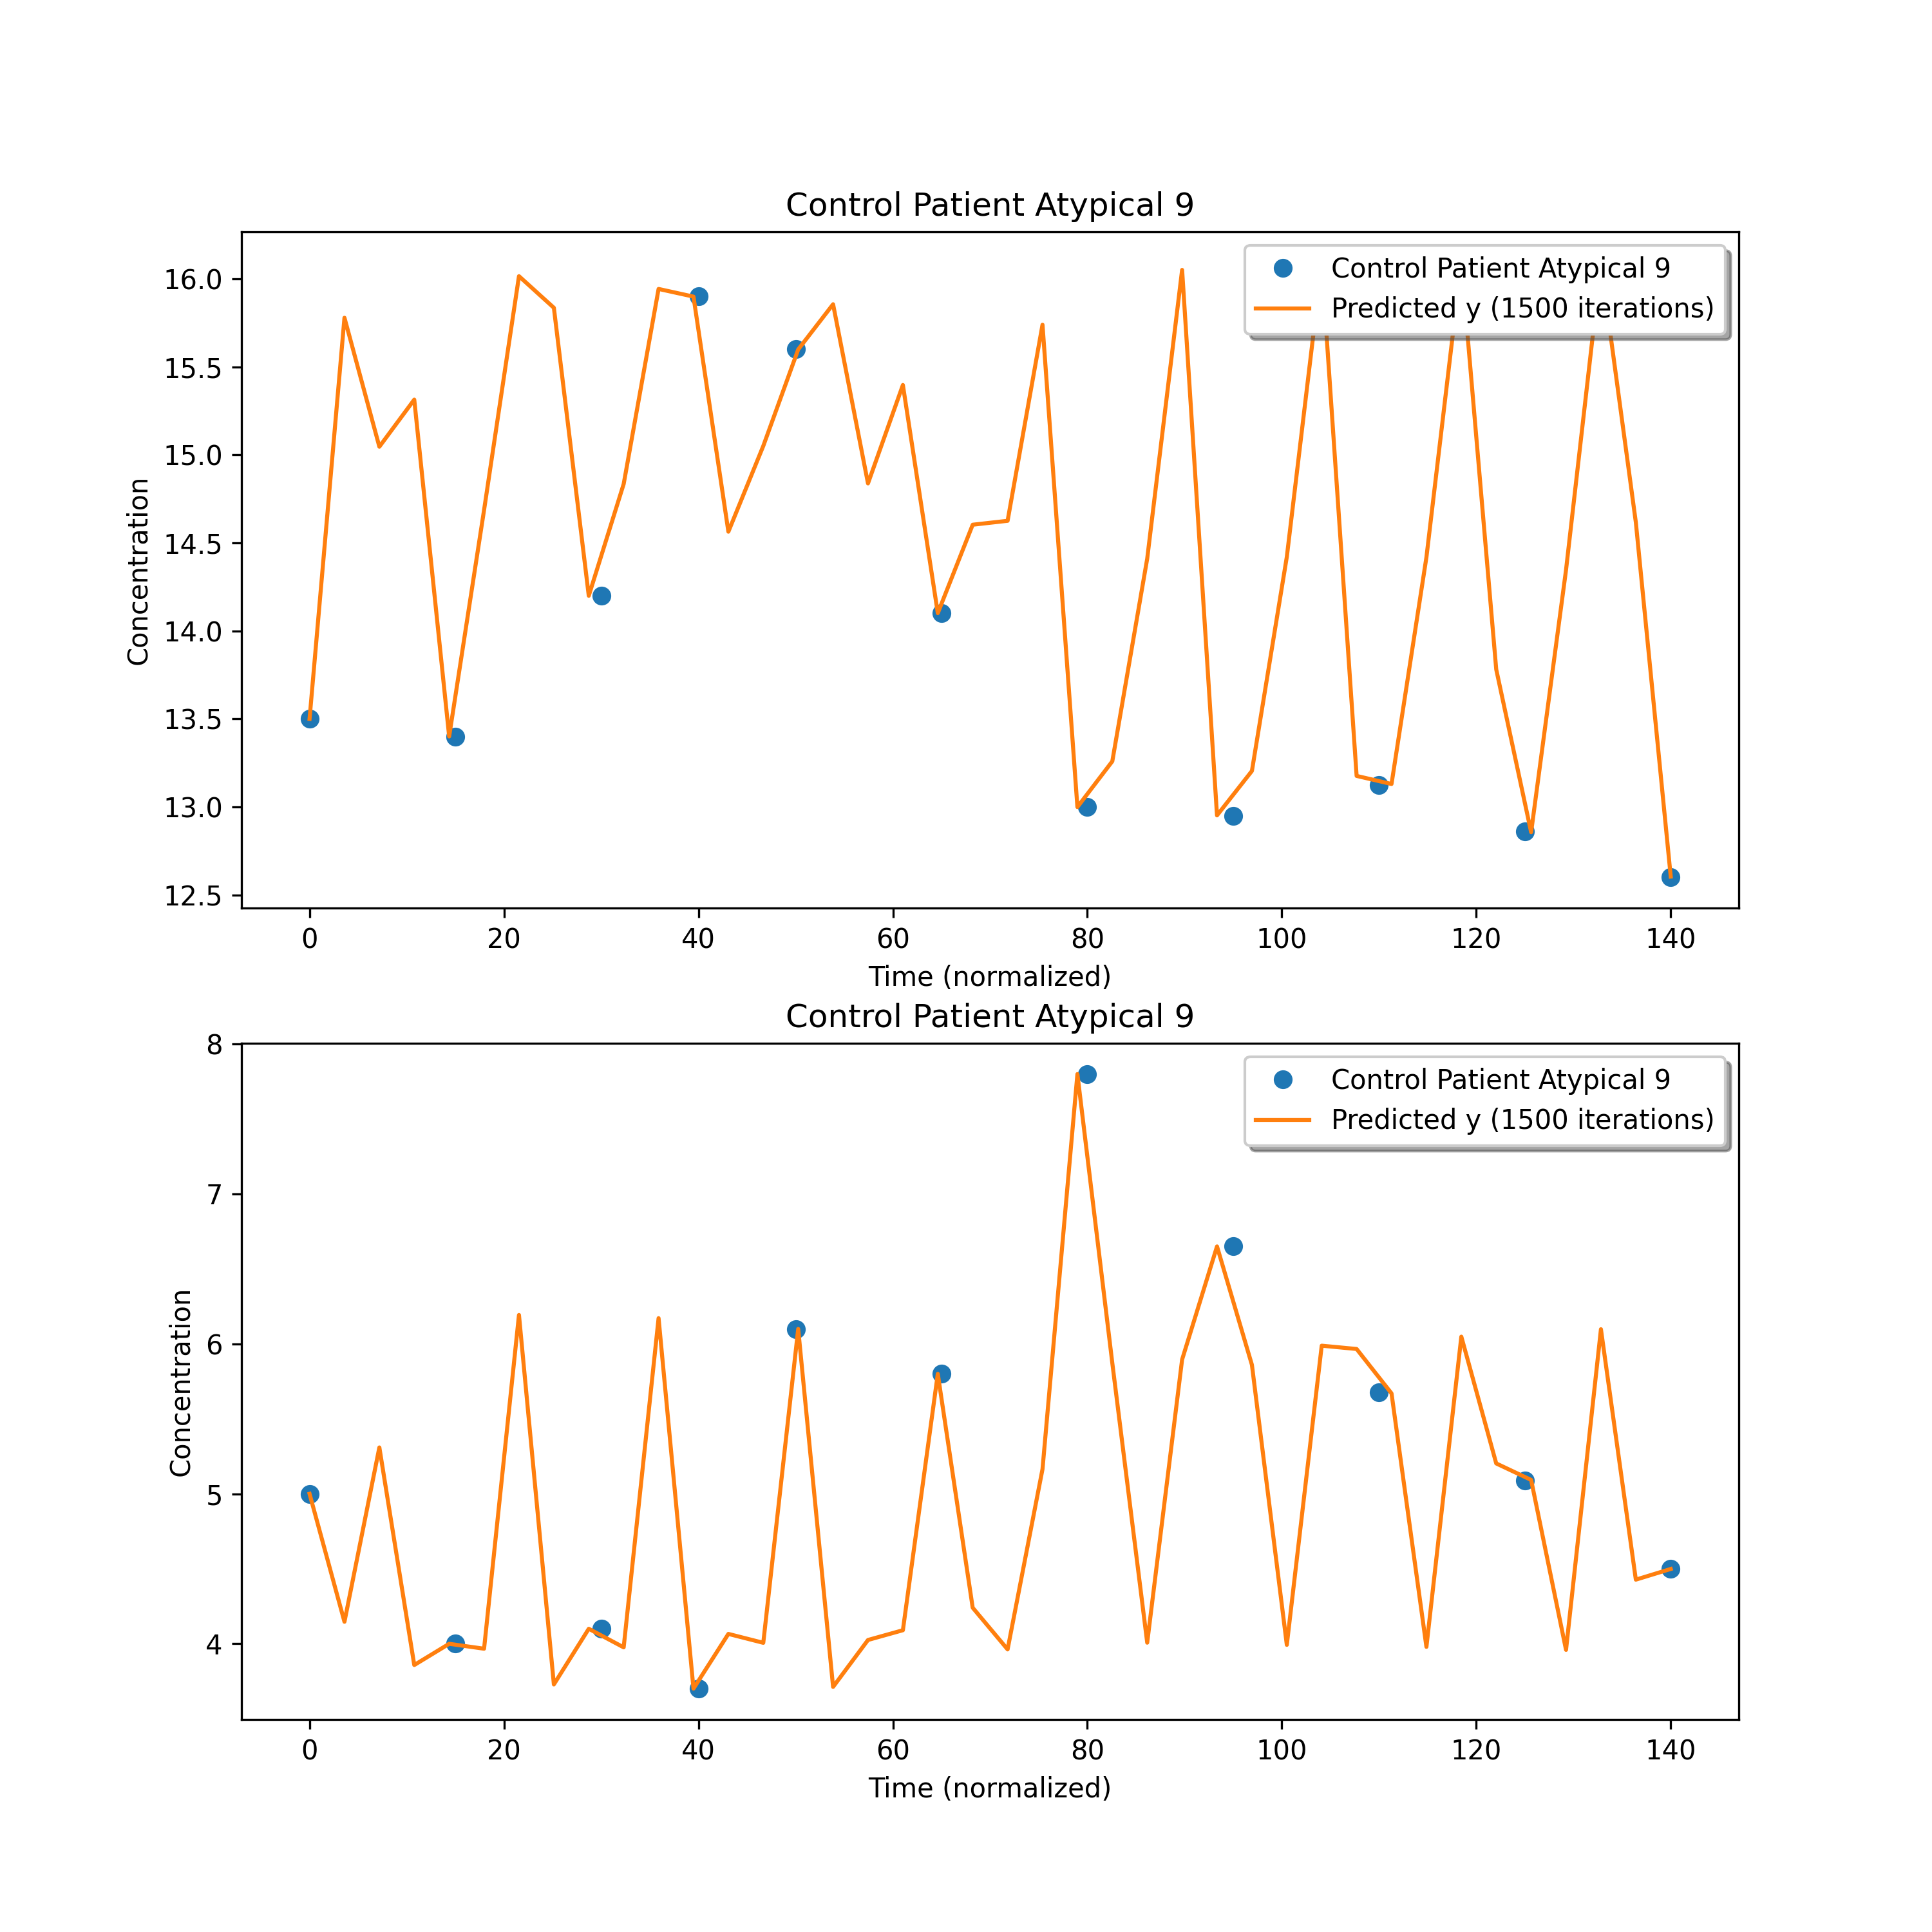 Control Patient Atypical 9
Control Patient Atypical 9
Predicted y (1500 iterations)
16.0
15.5
15.0
14.5
14.0
13.5
13.0
12.5
Concentration
0 20 40 60 80 100 120 140
Time (normalized)
Control Patient Atypical 9
Control Patient Atypical 9
Predicted y (1500 iterations)
8
7
6
5
4
Concentration
0 20 40 60 80 100 120 140
Time (normalized)